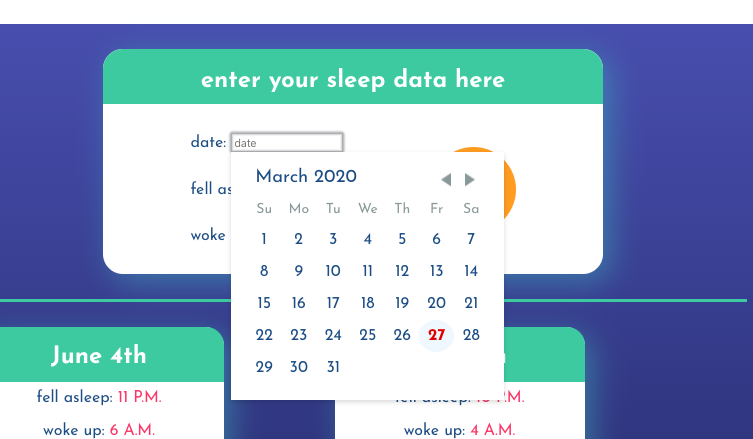 enter your sleep data here
date: date
fell as
woke
March 2020
Su Mo Tu We Th Fr Sa
1 2 3 4 5 6 7
8 9 10 11 12 13 14
15 16 17 18 19 20 21
22 23 24 25 26 27 28
29 30 31
June 4th
fell asleep: 11 P.M.
woke up: 6 A.M.
fell asleep: 10 P.M.
woke up: 4 A.M.